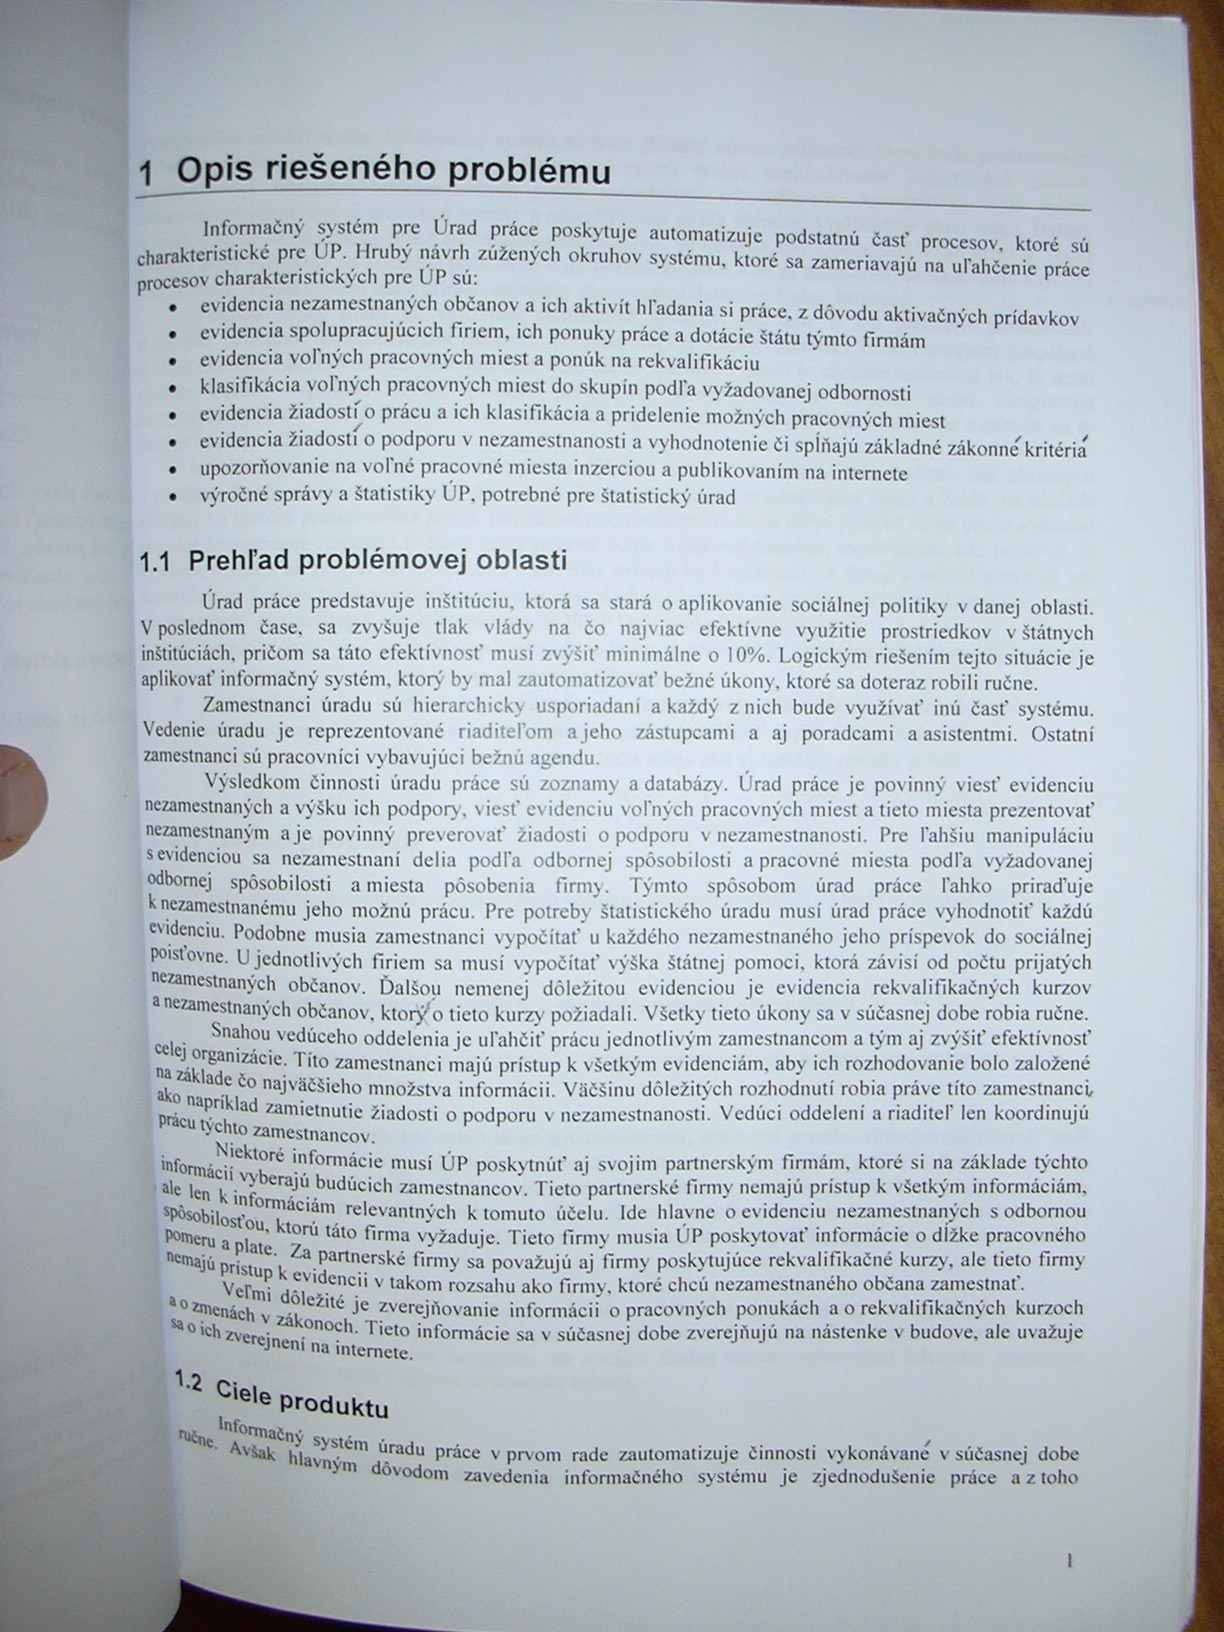 1 Opis riešeného problému
Informačný systém pre Úrad práce poskytuje automatizuje podstatnú časť procesov, ktoré sú
charakteristické pre ÚP. Hrubý návrh zúžených okruhov systému, ktoré sa zameriavajú na uľahčenie práce
procesov charakteristických pre ÚP sú:
• evidencia nezamestnaných občanov a ich aktivít hľadania si práce, z dôvodu aktivačných prídavkov
• evidencia spolupracujúcich firiem, ich ponuky práce a dotácie štátu týmto firmám
• evidencia voľných pracovných miest a ponúk na rekvalifikáciu
• klasifikácia voľných pracovných miest do skupín podľa vyžadovanej odbornosti
• evidencia žiadostí o prácu a ich klasifikácia a pridelenie možných pracovných miest
• evidencia žiadostí o podporu v nezamestnanosti a vyhodnotenie či spĺňajú základné zákonné kritériá
• upozorňovanie na voľné pracovné miesta inzerciou a publikovaním na internete
• výročné správy a štatistiky ÚP, potrebné pre štatistický úrad
1.1 Prehľad problémovej oblasti
Úrad práce predstavuje inštitúciu, ktorá sa stará o aplikovanie sociálnej politiky v danej oblasti.
V poslednom čase, sa zvyšuje tlak vlády na čo najviac efektívne využitie prostriedkov v štátnych
inštitúciách, pričom sa táto efektívnosť musí zvýšiť minimálne o 10%. Logickým riešením tejto situácie je
aplikovať informačný systém, ktorý by mal zautomatizovať bežné úkony, ktoré sa doteraz robili ručne.
Zamestnanci úradu sú hierarchicky usporiadaní a každý z nich bude využívať inú časť systému.
Vedenie úradu je reprezentované riaditeľom a jeho zástupcami a aj poradcami a asistentmi. Ostatní
zamestnanci sú pracovníci vybavujúci bežnú agendu.
Výsledkom činnosti úradu práce sú zoznamy a databázy. Úrad práce je povinný viesť evidenciu
nezamestnaných a výšku ich podpory, viesť evidenciu voľných pracovných miest a tieto miesta prezentovať
nezamestnaným a je povinný preverovať žiadosti o podporu v nezamestnanosti. Pre ľahšiu manipuláciu
s evidenciou sa nezamestnaní delia podľa odbornej spôsobilosti a pracovné miesta podľa vyžadovanej
odbornej spôsobilosti a miesta pôsobenia firmy. Týmto spôsobom úrad práce ľahko priraďuje
k nezamestnanému jeho možnú prácu. Pre potreby štatistického úradu musí úrad práce vyhodnotiť každú
evidenciu. Podobne musia zamestnanci vypočítať u každého nezamestnaného jeho príspevok do sociálnej
poisťovne. U jednotlivých firiem sa musí vypočítať výška štátnej pomoci, ktorá závisí od počtu prijatých
nezamestnaných občanov. Ďalšou nemenej dôležitou evidenciou je evidencia rekvalifikačných kurzov
a nezamestnaných občanov, ktorý o tieto kurzy požiadali. Všetky tieto úkony sa v súčasnej dobe robia ručne.
Snahou vedúceho oddelenia je uľahčiť prácu jednotlivým zamestnancom a tým aj zvýšiť efektívnosť
celej organizácie. Títo zamestnanci majú prístup k všetkým evidenciám, aby ich rozhodovanie bolo založené
na základe čo najväčšieho množstva informácii. Väčšinu dôležitých rozhodnutí robia práve títo zamestnanci,
ako napríklad zamietnutie žiadosti o podporu v nezamestnanosti. Vedúci oddelení a riaditeľ len koordinujú
prácu týchto zamestnancov.
Niektoré informácie musí ÚP poskytnúť aj svojim partnerským firmám, ktoré si na základe týchto
informácií vyberajú budúcich zamestnancov. Tieto partnerské firmy nemajú prístup k všetkým informáciám,
ale len k informáciám relevantných k tomuto účelu. Ide hlavne o evidenciu nezamestnaných s odbornou
spôsobilosťou, ktorú táto firma vyžaduje. Tieto firmy musia ÚP poskytovať informácie o dĺžke pracovného
pomeru a plate. Za partnerské firmy sa považujú aj firmy poskytujúce rekvalifikačné kurzy, ale tieto firmy
nemajú prístup k evidencii v takom rozsahu ako firmy, ktoré chcú nezamestnaného občana zamestnať.
Veľmi dôležité je zverejňovanie informácii o pracovných ponukách a o rekvalifikačných kurzoch
a o zmenách v zákonoch. Tieto informácie sa v súčasnej dobe zverejňujú na nástenke v budove, ale uvažuje
sa o ich zverejnení na internete.
1.2 Ciele produktu
Informačný systém úradu práce v prvom rade zautomatizuje činnosti vykonávané v súčasnej dobe
ručne. Avšak hlavným dôvodom zavedenia informačného systému je zjednodušenie práce a z toho
1